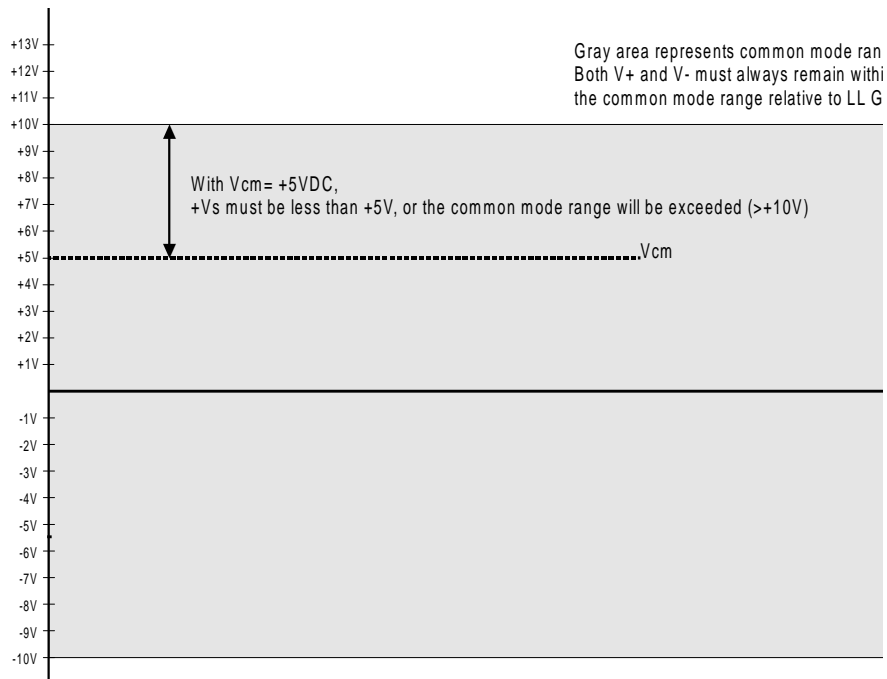 +13V
+12V
+11V
+10V
+9V
+8V
+7V
+6V
+5V
+4V
+3V
+2V
+1V
-1V
-2V
-3V
-4V
-5V
-6V
-7V
-8V
-9V
-10V
Gray area represents common mode ran
Both V+ and V- must always remain withi
the common mode range relative to LL G
With Vcm= +5VDC,
+Vs must be less than +5V, or the common mode range will be exceeded (>+10V)
Vcm